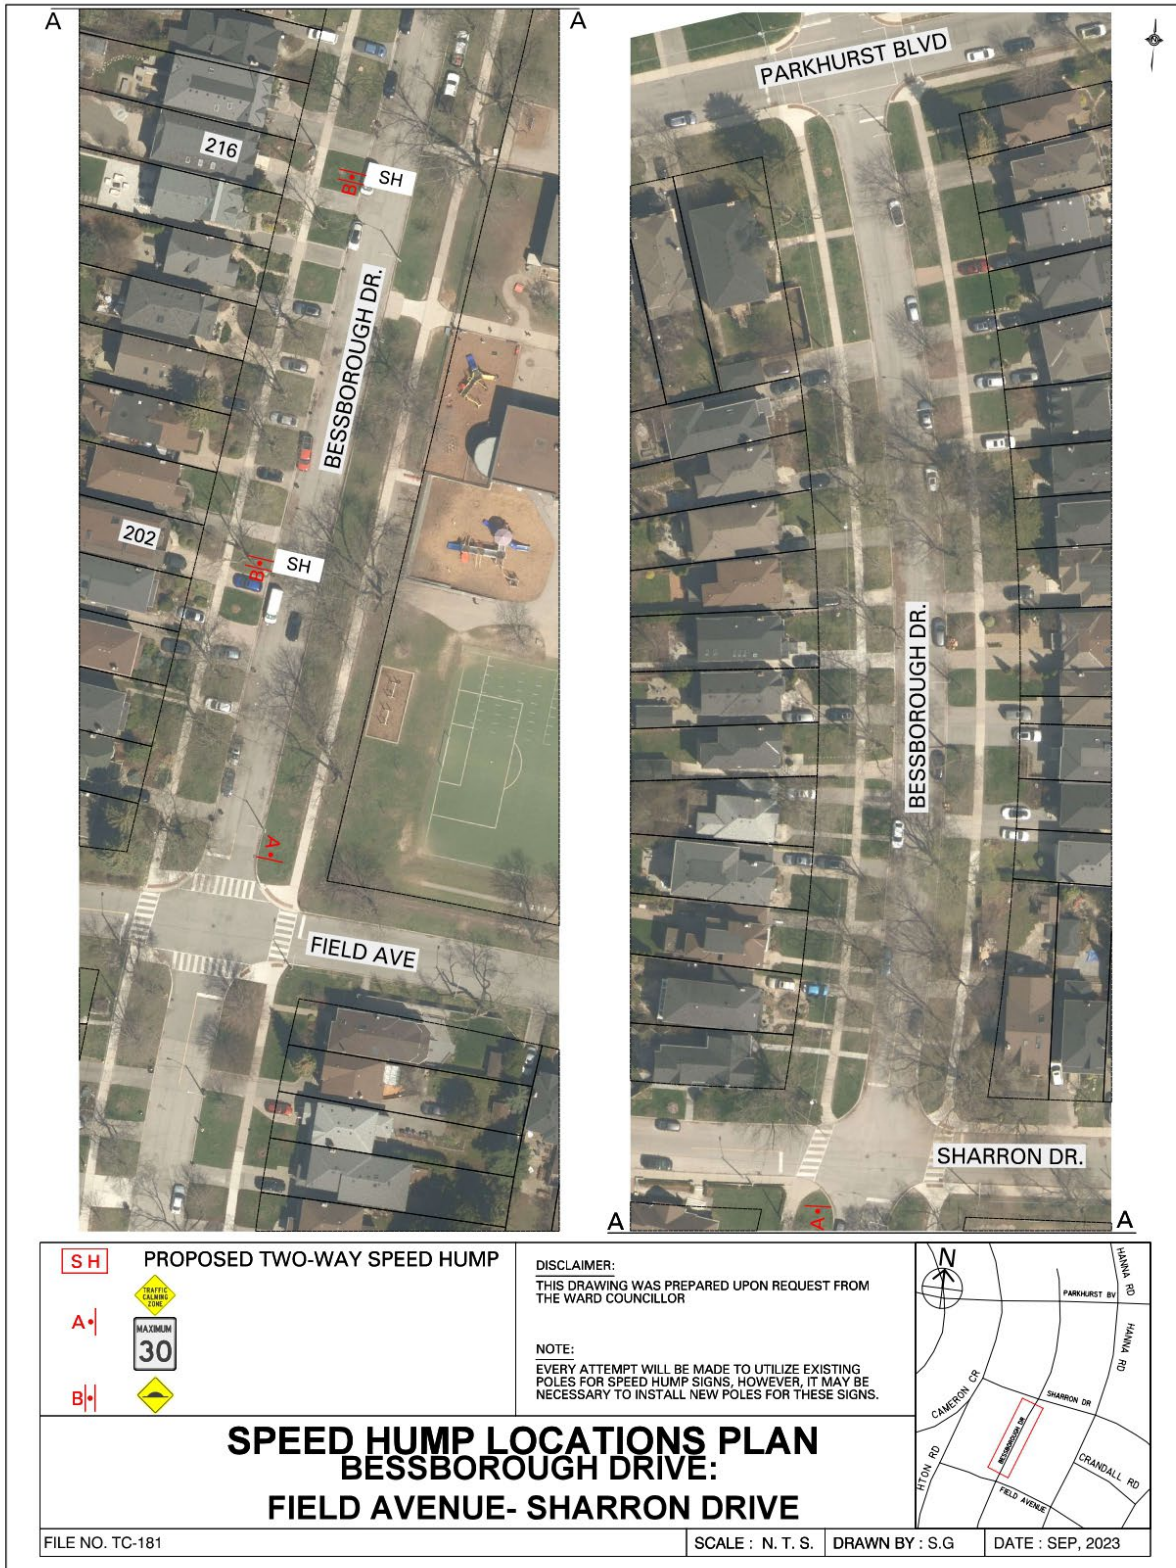 A
A
PARKHURST BLVD
216
B
SH
BESSBOROUGH DR.
202
B
SH
A
FIELD AVE
BESSBOROUGH DR.
SHARRON DR.
A
A
A
SH PROPOSED TWO-WAY SPEED HUMP
TRAFFIC
CALMING
ZONE
A
MAXIMUM
30
B
DISCLAIMER:
THIS DRAWING WAS PREPARED UPON REQUEST FROM
THE WARD COUNCILLOR
NOTE:
EVERY ATTEMPT WILL BE MADE TO UTILIZE EXISTING
POLES FOR SPEED HUMP SIGNS, HOWEVER, IT MAY BE
NECESSARY TO INSTALL NEW POLES FOR THESE SIGNS.
N
HANNA RD
PARKHURST BV
HANNA RD
CAMERON CR
SHARRON DR
BESSBOROUGH DR
HTON RD
CRANDALL RD
FIELD AVENUE
SPEED HUMP LOCATIONS PLAN
BESSBOROUGH DRIVE:
FIELD AVENUE- SHARRON DRIVE
FILE NO. TC-181
SCALE : N. T. S.
DRAWN BY : S.G
DATE : SEP, 2023